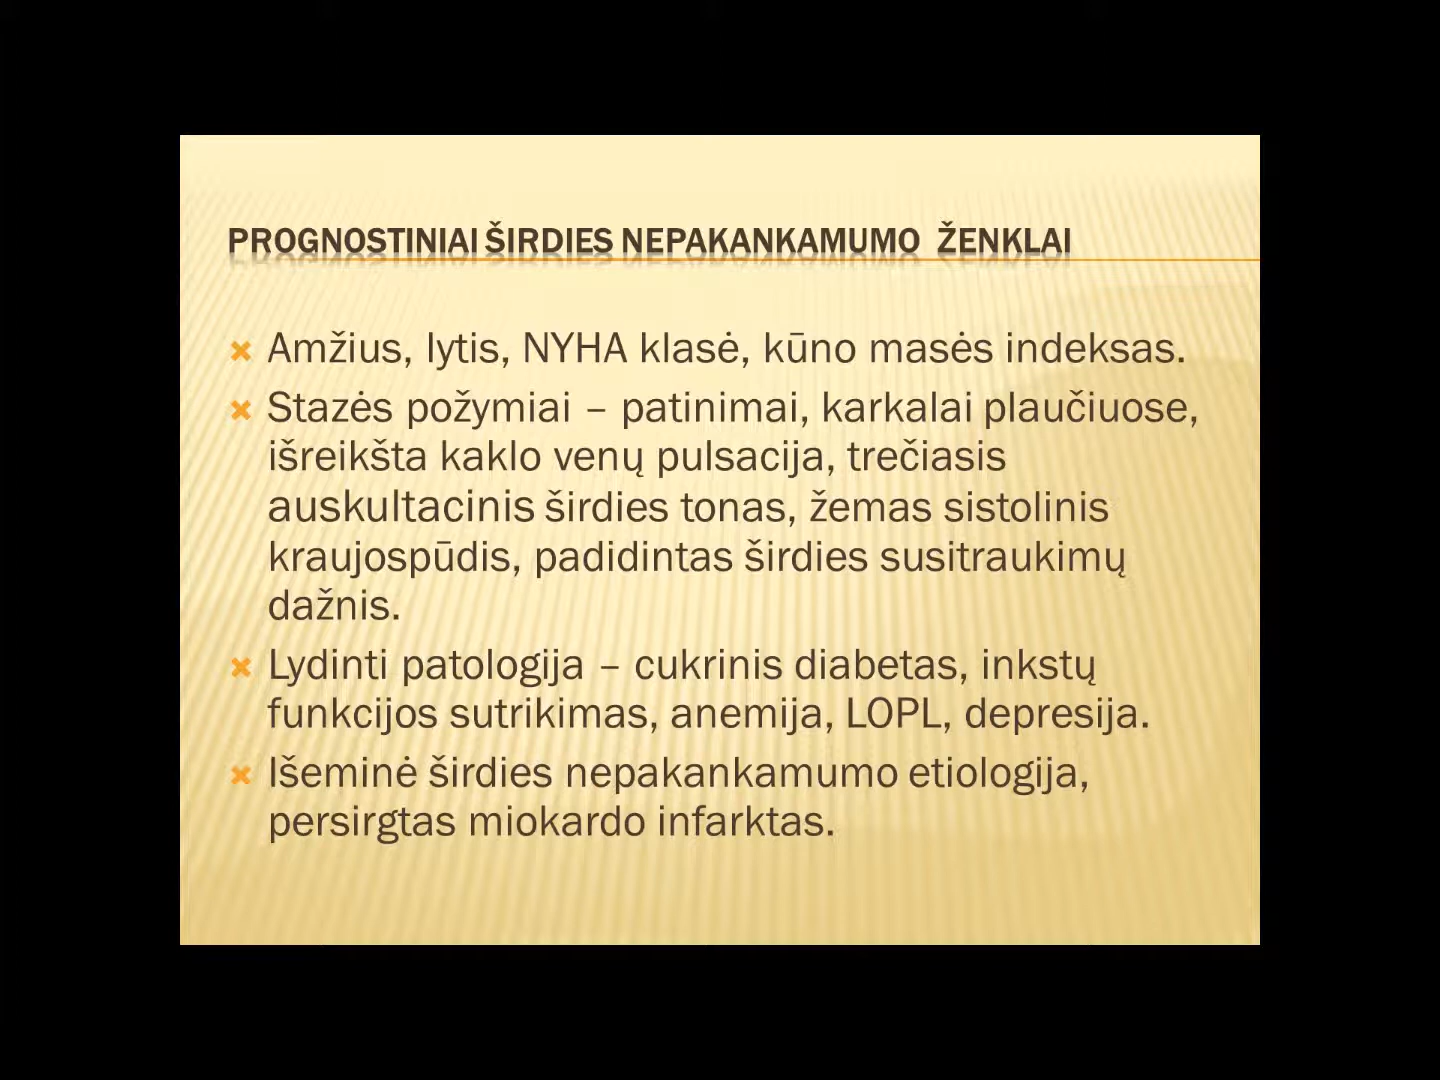 PROGNOSTINIAI ŠIRDIES NEPAKANKAMUMO ŽENKLAI
Amžius, lytis, NYHA klasė, kūno masės indeksas.
Stazės požymiai – patinimai, karkalai plaučiuose,
išreikšta kaklo venų pulsacija, trečiasis
auskultacinis širdies tonas, žemas sistolinis
kraujospūdis, padidintas širdies susitraukimų
dažnis.
Lydinti patologija – cukrinis diabetas, inkstų
funkcijos sutrikimas, anemija, LOPL, depresija.
Išeminė širdies nepakankamumo etiologija,
persirgtas miokardo infarktas.